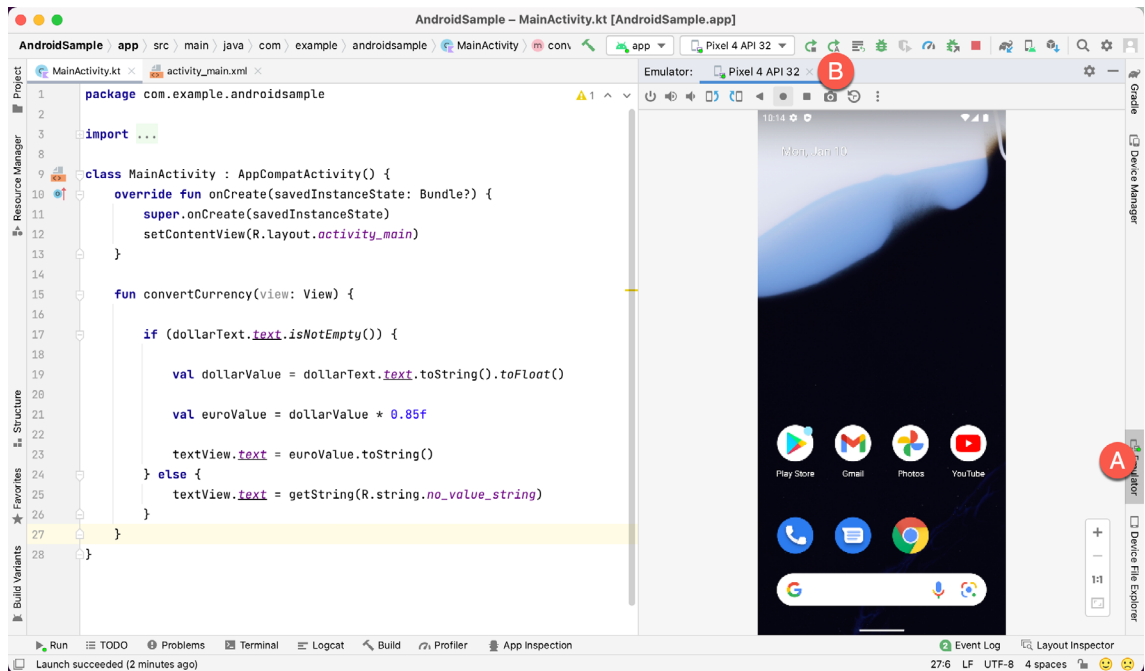 AndroidSample – MainActivity.kt [AndroidSample.app]
AndroidSample app src main java com example androidsample MainActivity conv app Pixel 4 API 32
MainActivity.kt activity_main.xml
Emulator: Pixel 4 API 32 B
1 package com.example.androidsample
1
2
3 import ...
8
9 class MainActivity : AppCompatActivity() {
10 override fun onCreate(savedInstanceState: Bundle?) {
11 super.onCreate(savedInstanceState)
12 setContentView(R.layout.activity_main)
13 }
14
15 fun convertCurrency(view: View) {
16
17 if (dollarText.text.isNotEmpty()) {
18
19 val dollarValue = dollarText.text.toString().toFloat()
20
21 val euroValue = dollarValue * 0.85f
22
23 textView.text = euroValue.toString()
24 } else {
25 textView.text = getString(R.string.no_value_string)
26 }
27 }
28 }
Project
Resource Manager
Structure
Favorites
Build Variants
10:14
Mon, Jan 10
Play Store Gmail Photos YouTube
1:1
Gradle
Device Manager
A
Device File Explorer
Run TODO Problems Terminal Logcat Build Profiler App Inspection Event Log Layout Inspector
Launch succeeded (2 minutes ago) 27:6 LF UTF-8 4 spaces